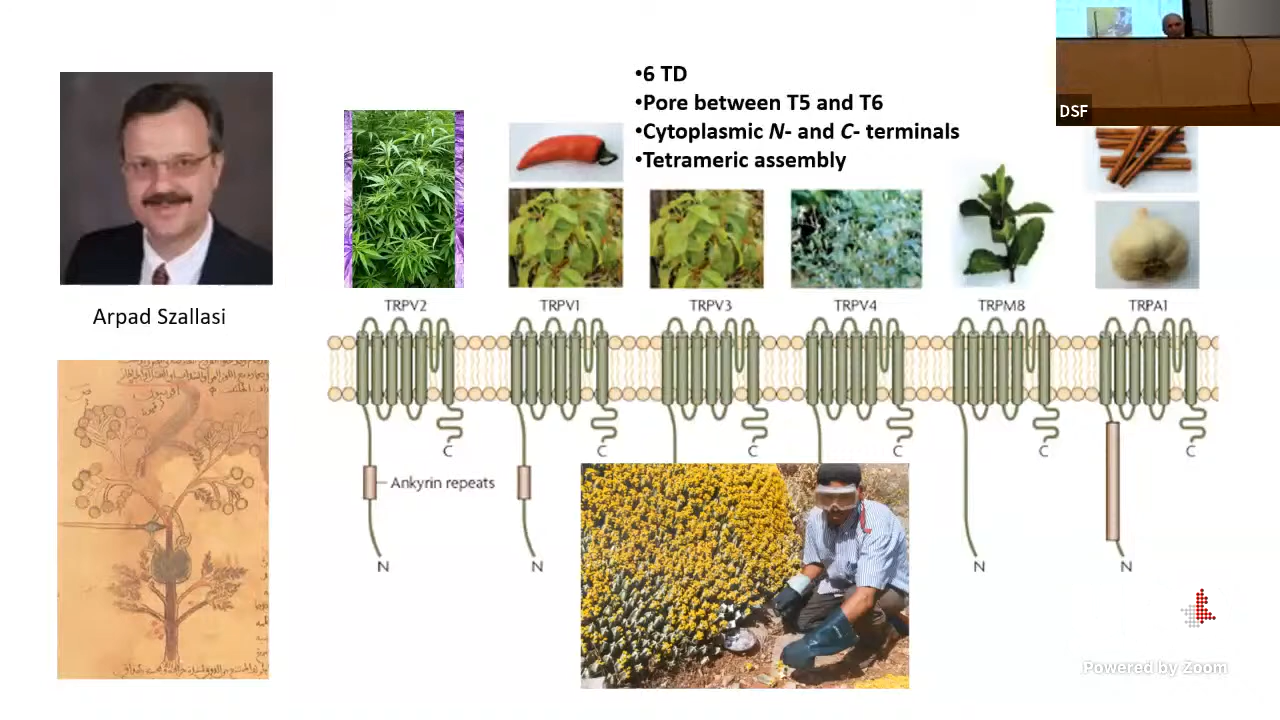 •6 TD
•Pore between T5 and T6
•Cytoplasmic N- and C- terminals
•Tetrameric assembly
DSF
Arpad Szallasi
TRPV2
TRPV1
TRPV3
TRPV4
TRPM8
TRPA1
C
C
C
C
C
C
Ankyrin repeats
N
N
N
N
Powered by Zoom